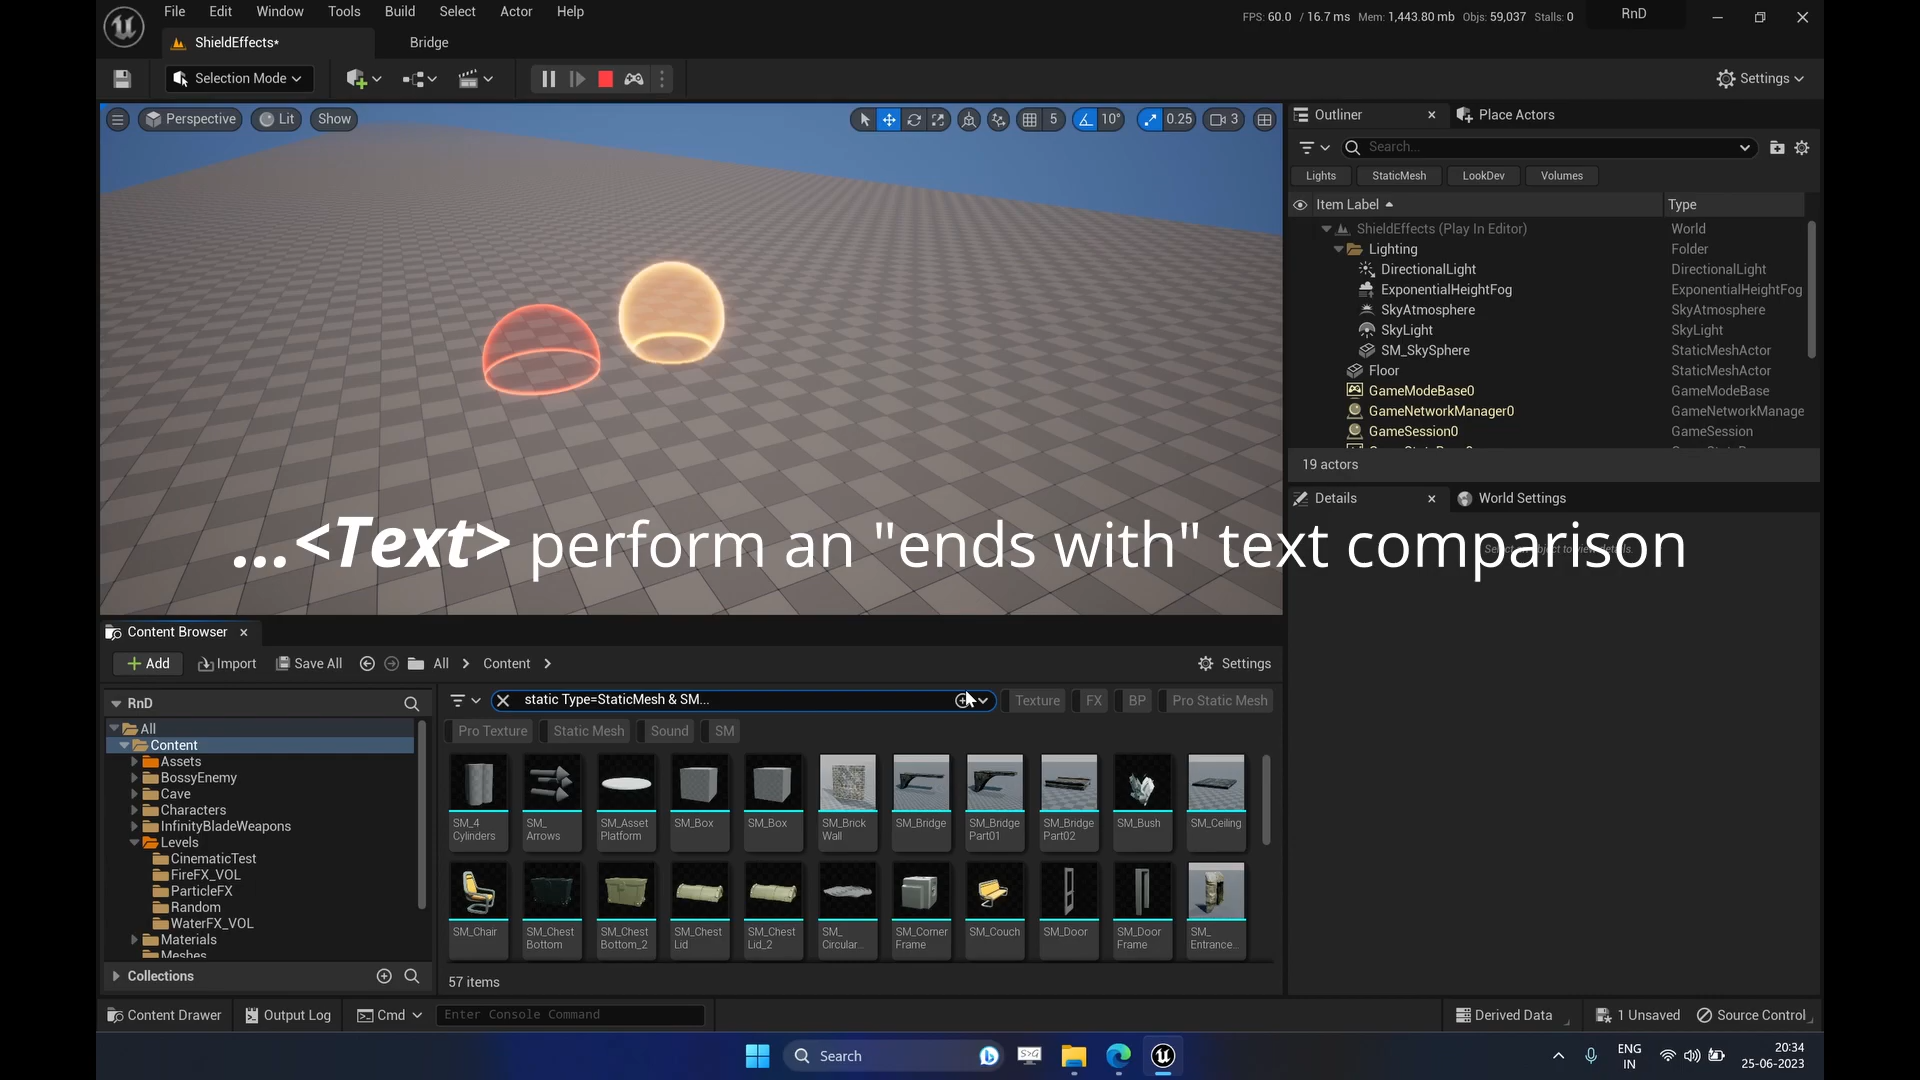 File Edit Window Tools Build Select Actor Help
FPS: 60.0 / 16.7 ms Mem: 1,443.80 mb Objs: 59,037 Stalls: 0
RnD
ShieldEffects*
Bridge
Selection Mode
Settings
Perspective
Lit
Show
5
10°
0.25
3
Outliner
Place Actors
Search...
Lights
StaticMesh
LookDev
Volumes
Item Label
Type
ShieldEffects (Play In Editor) World
Lighting Folder
DirectionalLight DirectionalLight
ExponentialHeightFog ExponentialHeightFog
SkyAtmosphere SkyAtmosphere
SkyLight SkyLight
SM_SkySphere StaticMeshActor
Floor StaticMeshActor
GameModeBase0 GameModeBase
GameNetworkManager0 GameNetworkManage
GameSession0 GameSession
19 actors
Details
World Settings
...<Text> perform an "ends with" text comparison
Content Browser
Add
Import
Save All
All
Content
Settings
RnD
All
Content
Assets
BossyEnemy
Cave
Characters
InfinityBladeWeapons
Levels
CinematicTest
FireFX_VOL
ParticleFX
Random
WaterFX_VOL
Materials
Meshes
Collections
static Type=StaticMesh & SM...
Texture
FX
BP
Pro Static Mesh
Pro Texture
Static Mesh
Sound
SM
SM_4 Cylinders
SM_ Arrows
SM_Asset Platform
SM_Box
SM_Box
SM_Brick Wall
SM_Bridge
SM_Bridge Part01
SM_Bridge Part02
SM_Bush
SM_Ceiling
SM_Chair
SM_Chest Bottom
SM_Chest Bottom_2
SM_Chest Lid
SM_Chest Lid_2
SM_ Circular...
SM_Corner Frame
SM_Couch
SM_Door
SM_Door Frame
SM_ Entrance...
57 items
Content Drawer
Output Log
Cmd
Enter Console Command
Derived Data
1 Unsaved
Source Control
Search
ENG
IN
20:34
25-06-2023